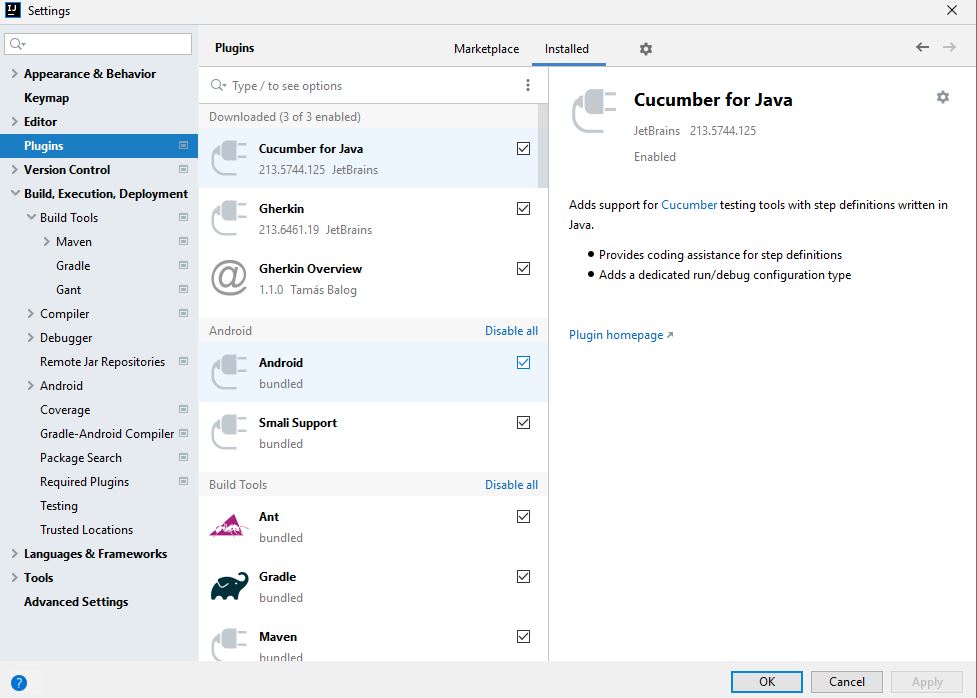 Settings
Plugins
Marketplace
Installed
Appearance & Behavior
Keymap
Editor
Plugins
Version Control
Build, Execution, Deployment
Build Tools
Maven
Gradle
Gant
Compiler
Debugger
Remote Jar Repositories
Android
Coverage
Gradle-Android Compiler
Package Search
Required Plugins
Testing
Trusted Locations
Languages & Frameworks
Tools
Advanced Settings
Type / to see options
Downloaded (3 of 3 enabled)
Cucumber for Java
213.5744.125 JetBrains
Gherkin
213.6461.19 JetBrains
Gherkin Overview
1.1.0 Tamás Balog
Android Disable all
Android
bundled
Smali Support
bundled
Build Tools Disable all
Ant
bundled
Gradle
bundled
Maven
bundled
Cucumber for Java
JetBrains 213.5744.125
Enabled
Adds support for Cucumber testing tools with step definitions written in
Java.
• Provides coding assistance for step definitions
• Adds a dedicated run/debug configuration type
Plugin homepage ↗
?
OK
Cancel
Apply